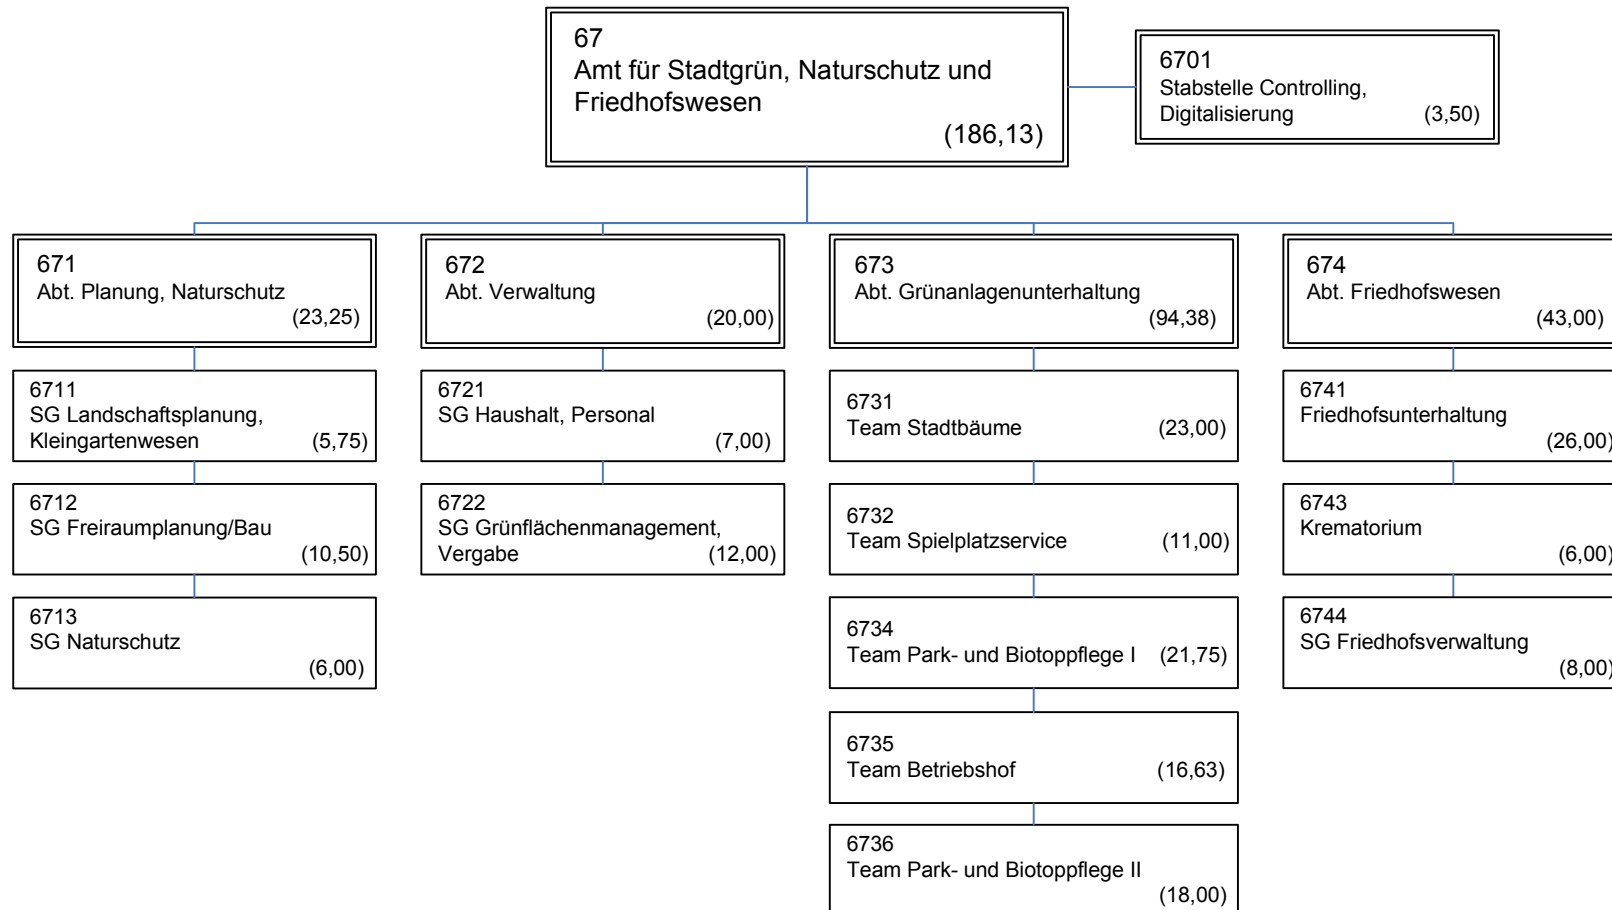 67
Amt für Stadtgrün, Naturschutz und
Friedhofswesen
(186,13)
6701
Stabstelle Controlling,
Digitalisierung (3,50)
671
Abt. Planung, Naturschutz
(23,25)
6711
SG Landschaftsplanung,
Kleingartenwesen (5,75)
6712
SG Freiraumplanung/Bau
(10,50)
6713
SG Naturschutz
(6,00)
672
Abt. Verwaltung
(20,00)
6721
SG Haushalt, Personal
(7,00)
6722
SG Grünflächenmanagement,
Vergabe (12,00)
673
Abt. Grünanlagenunterhaltung
(94,38)
6731
Team Stadtbäume (23,00)
6732
Team Spielplatzservice (11,00)
6734
Team Park- und Biotoppflege I (21,75)
6735
Team Betriebshof (16,63)
6736
Team Park- und Biotoppflege II
(18,00)
674
Abt. Friedhofswesen
(43,00)
6741
Friedhofsunterhaltung
(26,00)
6743
Krematorium
(6,00)
6744
SG Friedhofsverwaltung
(8,00)